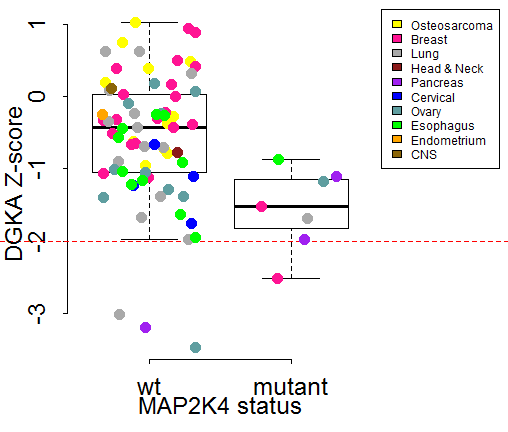 1
0
-1
-2
-3
DGKA Z-score
Osteosarcoma
Breast
Lung
Head & Neck
Pancreas
Cervical
Ovary
Esophagus
Endometrium
CNS
wt mutant
MAP2K4 status